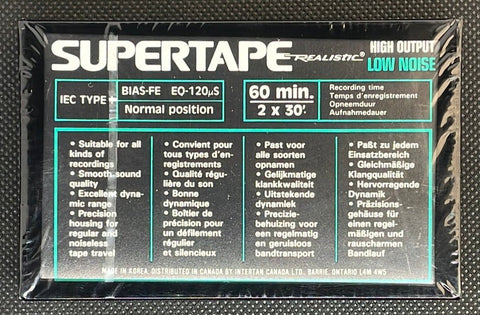 SUPERTAPE REALISTIC®
HIGH OUTPUT
LOW NOISE
IEC TYPE I
BIAS-FE EQ-120µS
Normal position
60 min.
2 x 30'.
Recording time
Temps d'enregistrement
Opneemduur
Aufnahmedauer
• Suitable for all
kinds of
recordings
• Smooth sound
quality
• Excellent dyna-
mic range
• Precision
housing for
regular and
noiseless
tape travel
• Convient pour
tous types d'en-
registrements
• Qualité régu-
lière du son
• Bonne
dynamique
• Boîtier de
précision pour
un défilement
régulier
et silencieux
• Past voor
alle soorten
opnamen
• Gelijkmatige
klankkwaliteit
• Uitstekende
dynamiek
• Precizie-
behuizing voor
een regelmatig
en geruisloos
bandtransport
• Paßt zu jedem
Einsatzbereich
• Gleichmäßige
Klangqualität
• Hervorragende
Dynamik
• Präzisions-
gehäuse für
einen regel-
mäßigen und
rauscharmen
Bandlauf
MADE IN KOREA. DISTRIBUTED IN CANADA BY INTERTAN CANADA LTD., BARRIE, ONTARIO L4M 4W5